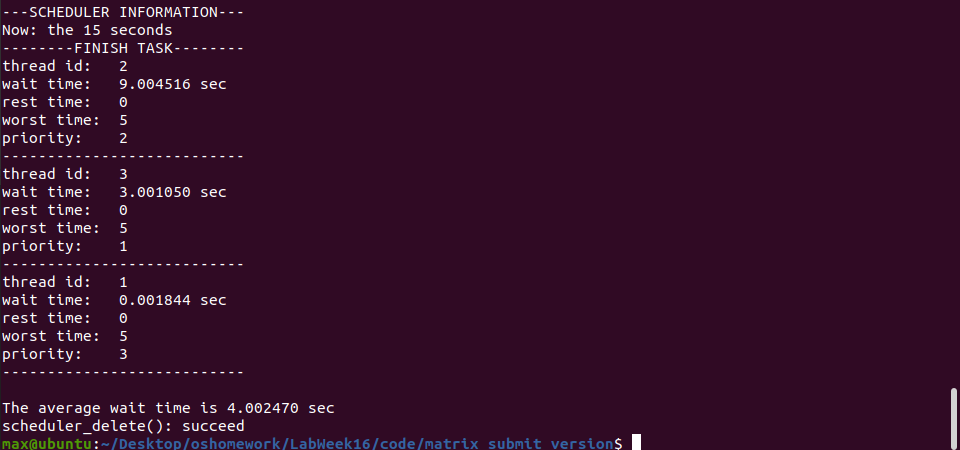 ---SCHEDULER INFORMATION---
Now: the 15 seconds
--------FINISH TASK--------
thread id:   2
wait time:   9.004516 sec
rest time:   0
worst time:  5
priority:    2
---------------------------
thread id:   3
wait time:   3.001050 sec
rest time:   0
worst time:  5
priority:    1
---------------------------
thread id:   1
wait time:   0.001844 sec
rest time:   0
worst time:  5
priority:    3
---------------------------
The average wait time is 4.002470 sec
scheduler_delete(): succeed
max@ubuntu:~/Desktop/oshomework/LabWeek16/code/matrix submit version$